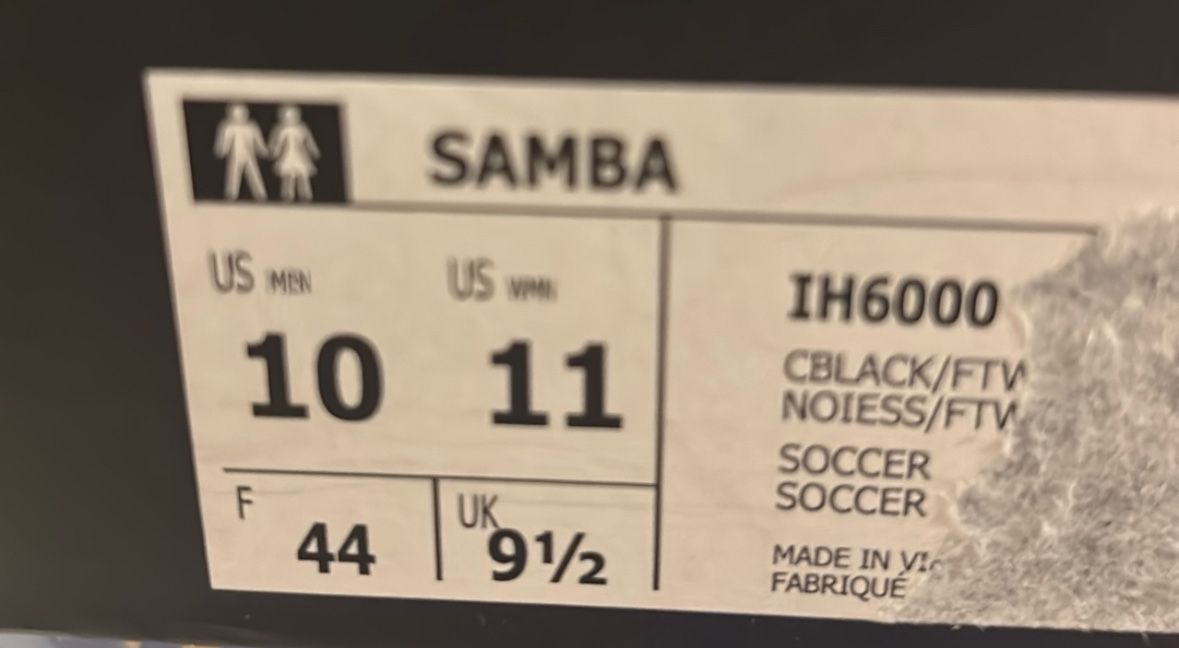 SAMBA
US MEN US WMN
10 11
F 44 UK 9½
IH6000
CBLACK/FTW
NOIESS/FTW
SOCCER
SOCCER
MADE IN
FABRIQUÉ